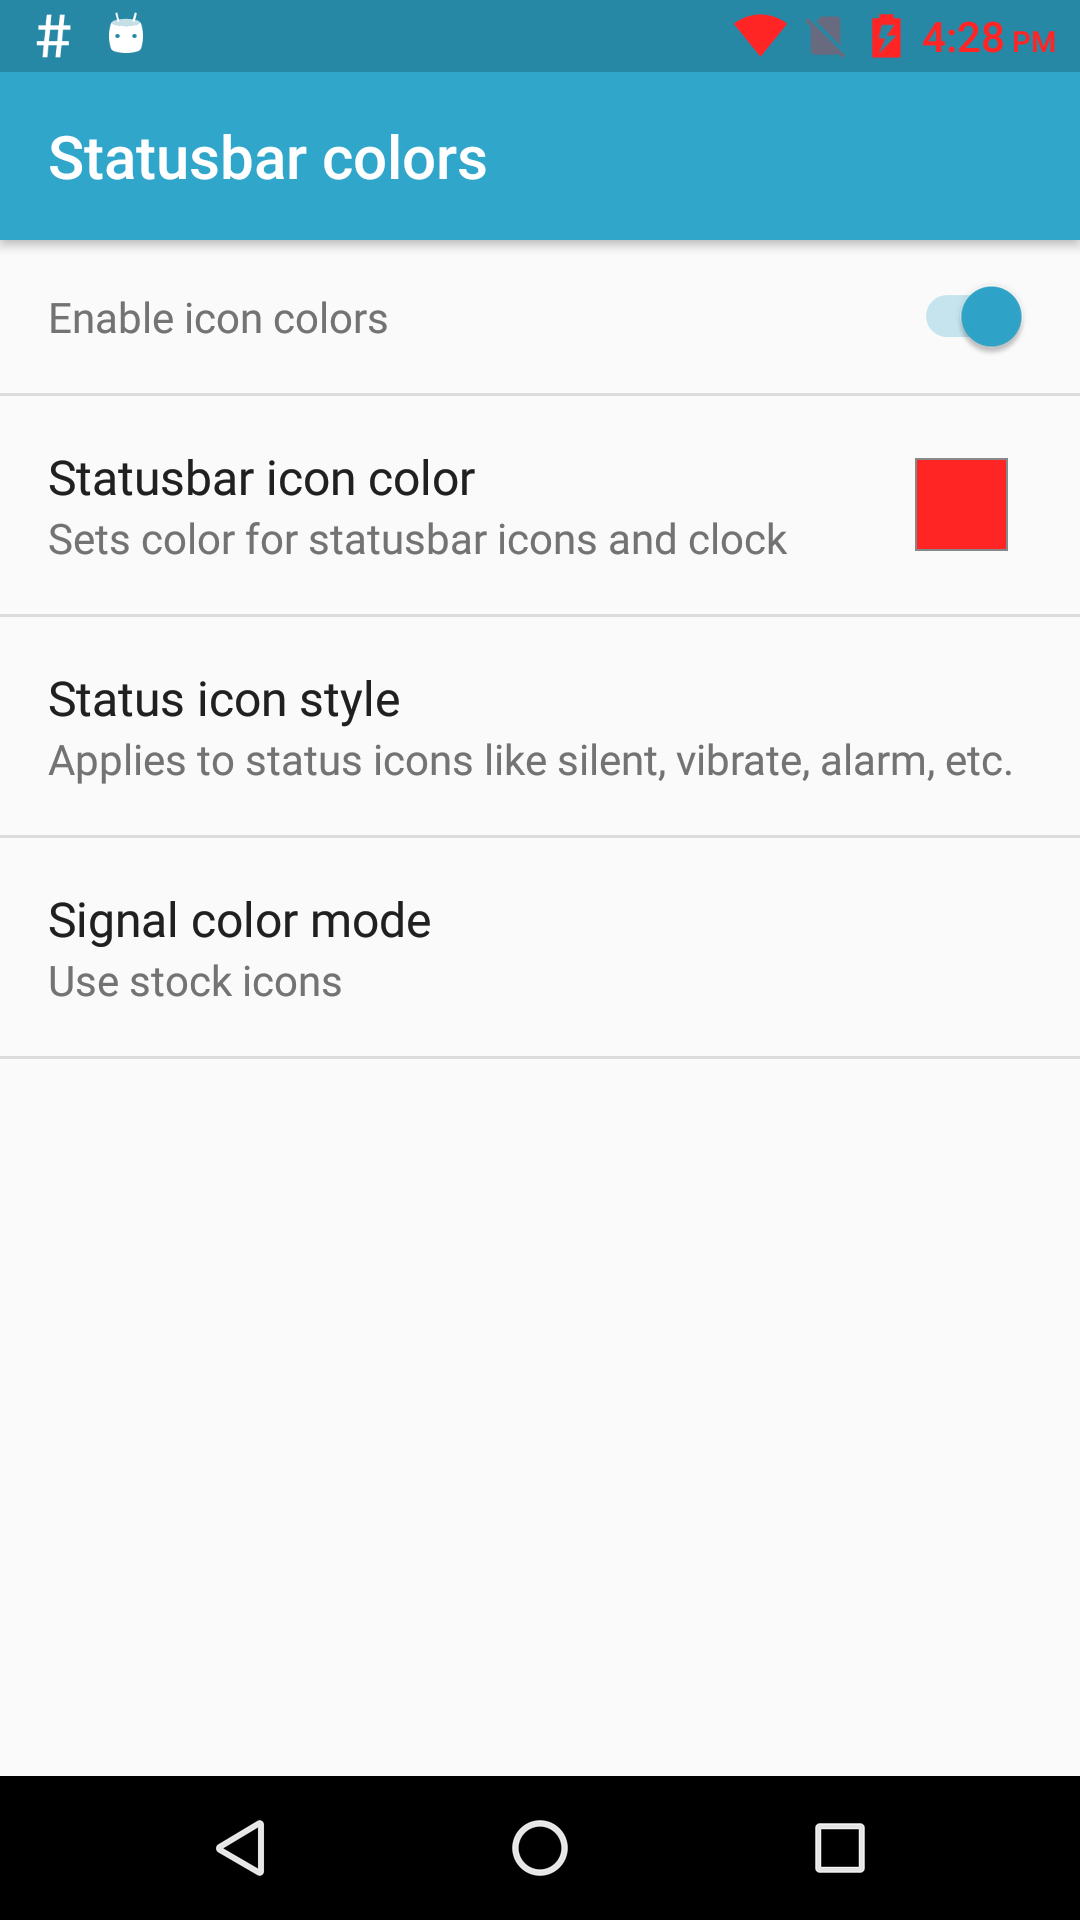 # 4:28 PM
Statusbar colors
Enable icon colors
Statusbar icon color
Sets color for statusbar icons and clock
Status icon style
Applies to status icons like silent, vibrate, alarm, etc.
Signal color mode
Use stock icons